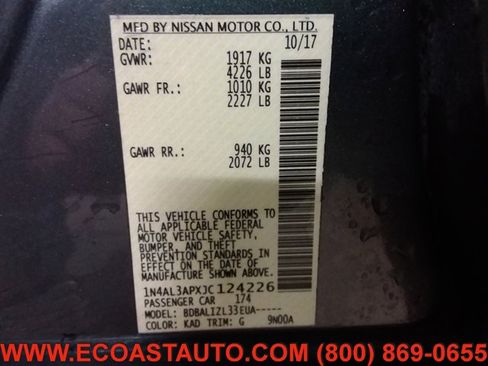 MFD BY NISSAN MOTOR CO., LTD.
DATE: 10/17
GVWR: 1917 KG
4226 LB
GAWR FR.: 1010 KG
2227 LB
GAWR RR.: 940 KG
2072 LB
THIS VEHICLE CONFORMS TO
ALL APPLICABLE FEDERAL
MOTOR VEHICLE SAFETY,
BUMPER, AND THEFT
PREVENTION STANDARDS IN
EFFECT ON THE DATE OF
MANUFACTURE SHOWN ABOVE.
1N4AL3APXJC124226
PASSENGER CAR 174
MODEL: BDBALIZL33EUA-----
COLOR: KAD TRIM: G 9N00A
WWW.ECOASTAUTO.COM (800) 869-0655